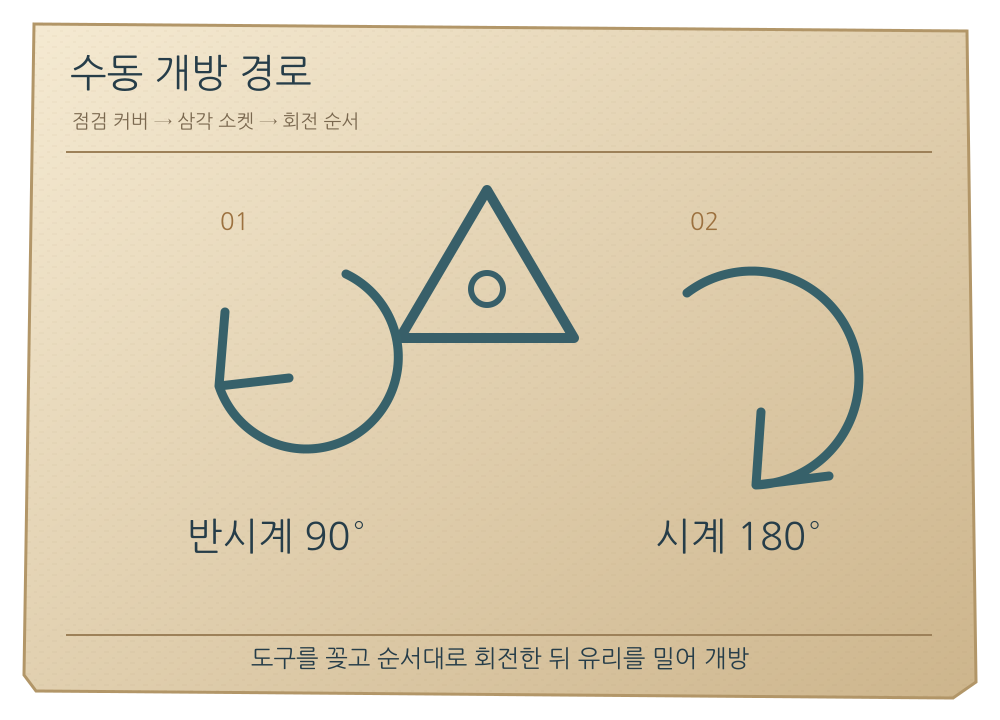 수동 개방 경로
점검 커버 → 삼각 소켓 → 회전 순서
01
02
반시계 90°
시계 180°
도구를 꽂고 순서대로 회전한 뒤 유리를 밀어 개방